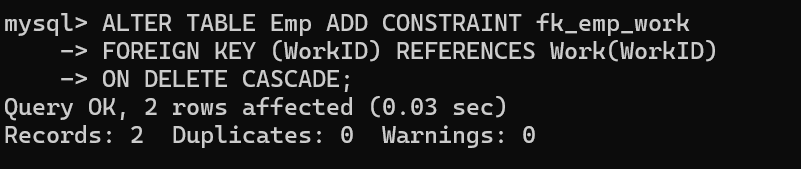 mysql> ALTER TABLE Emp ADD CONSTRAINT fk_emp_work
    -> FOREIGN KEY (WorkID) REFERENCES Work(WorkID)
    -> ON DELETE CASCADE;
Query OK, 2 rows affected (0.03 sec)
Records: 2  Duplicates: 0  Warnings: 0